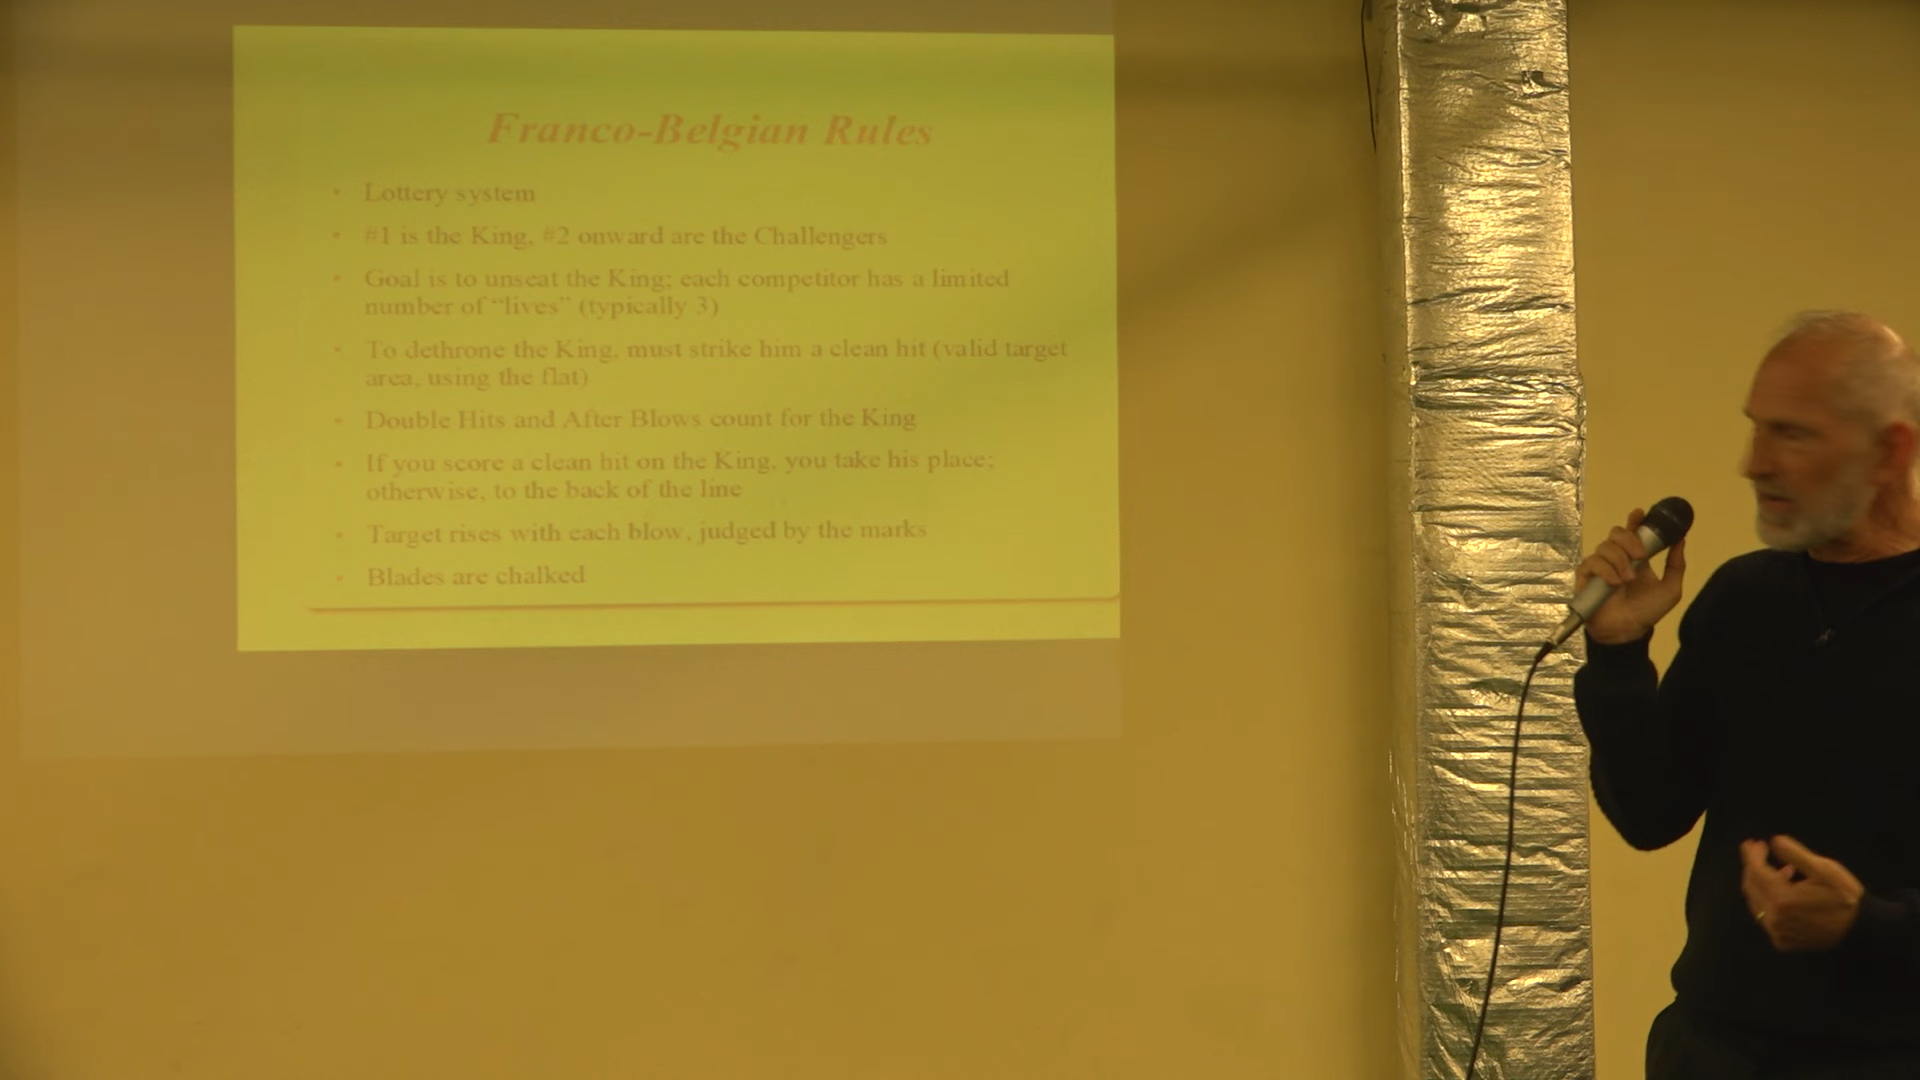 Franco-Belgian Rules
• Lottery system
• #1 is the King, #2 onward are the Challengers
• Goal is to unseat the King; each competitor has a limited
number of “lives” (typically 3)
• To dethrone the King, must strike him a clean hit (valid target
area, using the flat)
• Double Hits and After Blows count for the King
• If you score a clean hit on the King, you take his place;
otherwise, to the back of the line
• Target rises with each blow, judged by the marks
• Blades are chalked